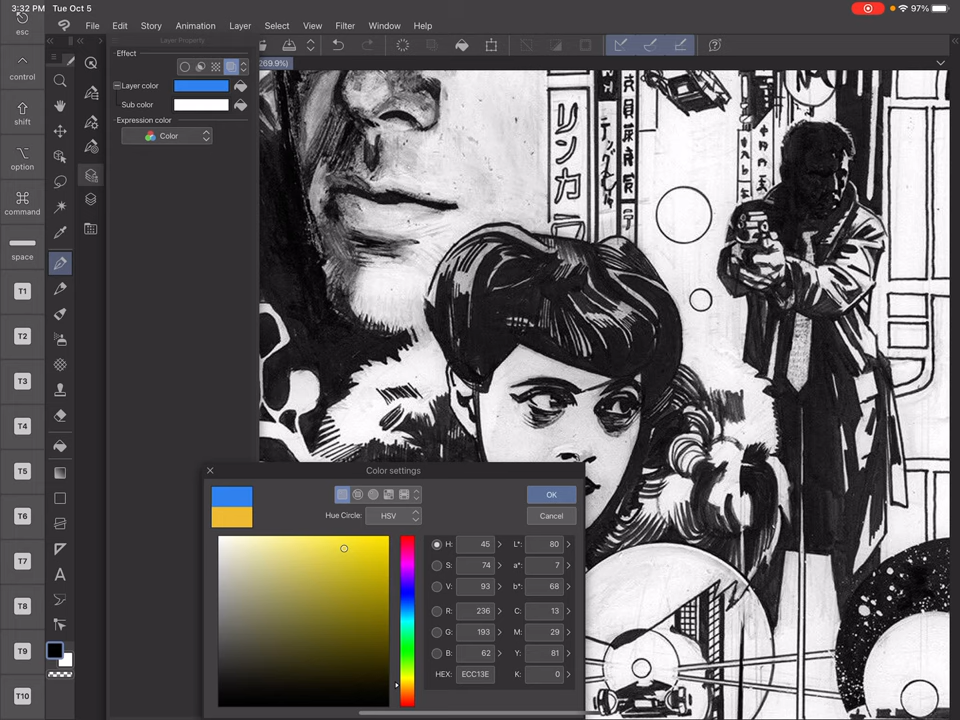 3:32 PM Tue Oct 5
97%
esc
File Edit Story Animation Layer Select View Filter Window Help
Layer Property
269.9%)
Effect
control
Layer color
Sub color
shift
Expression color
Color
option
command
space
T1
T2
T3
T4
T5
T6
T7
T8
T9
T10
リンカ
Color settings
OK
Hue Circle: HSV
Cancel
H: 45 L*: 80
S: 74 a*: 7
V: 93 b*: 68
R: 236 C: 13
G: 193 M: 29
B: 62 Y: 81
HEX: ECC13E K: 0